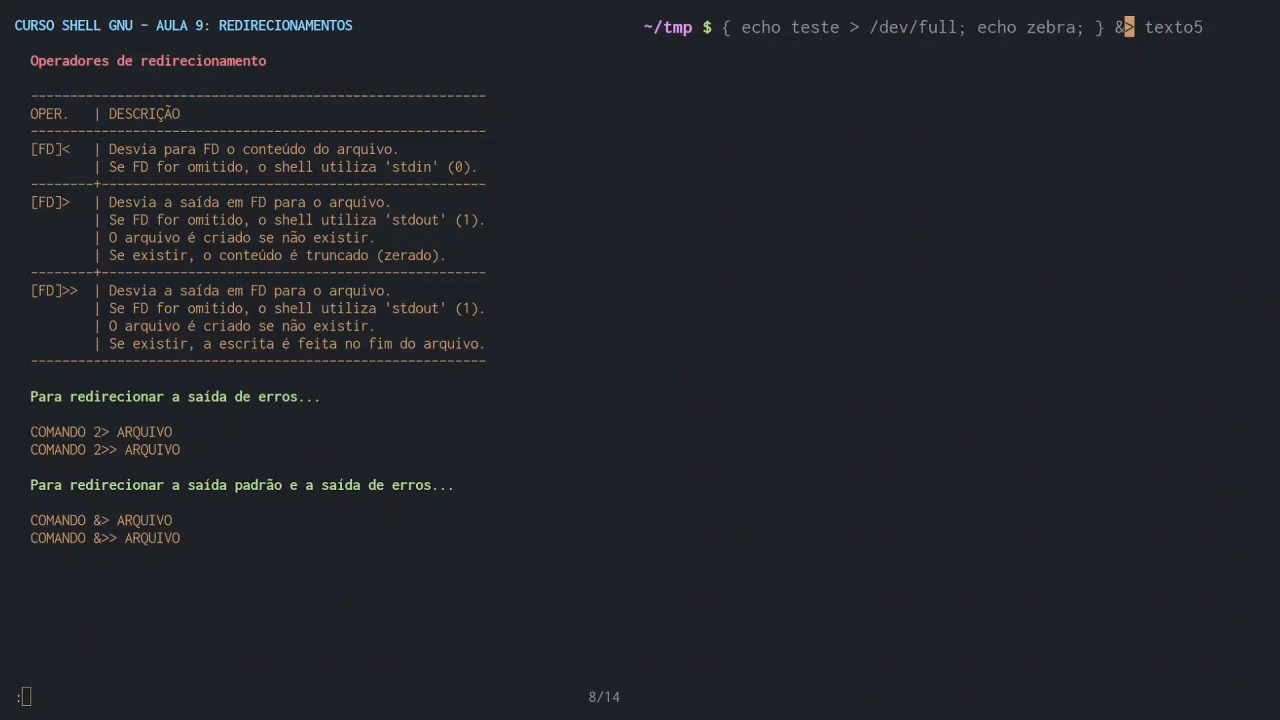 CURSO SHELL GNU - AULA 9: REDIRECIONAMENTOS
Operadores de redirecionamento
----------------------------------------------------------
OPER.   | DESCRIÇÃO
----------------------------------------------------------
[FD]<   | Desvia para FD o conteúdo do arquivo.
        | Se FD for omitido, o shell utiliza 'stdin' (0).
--------+-------------------------------------------------
[FD]>   | Desvia a saída em FD para o arquivo.
        | Se FD for omitido, o shell utiliza 'stdout' (1).
        | O arquivo é criado se não existir.
        | Se existir, o conteúdo é truncado (zerado).
--------+-------------------------------------------------
[FD]>>  | Desvia a saída em FD para o arquivo.
        | Se FD for omitido, o shell utiliza 'stdout' (1).
        | O arquivo é criado se não existir.
        | Se existir, a escrita é feita no fim do arquivo.
----------------------------------------------------------
Para redirecionar a saída de erros...
COMANDO 2> ARQUIVO
COMANDO 2>> ARQUIVO
Para redirecionar a saída padrão e a saída de erros...
COMANDO &> ARQUIVO
COMANDO &>> ARQUIVO
:
8/14
~/tmp $ { echo teste > /dev/full; echo zebra; } &> texto5